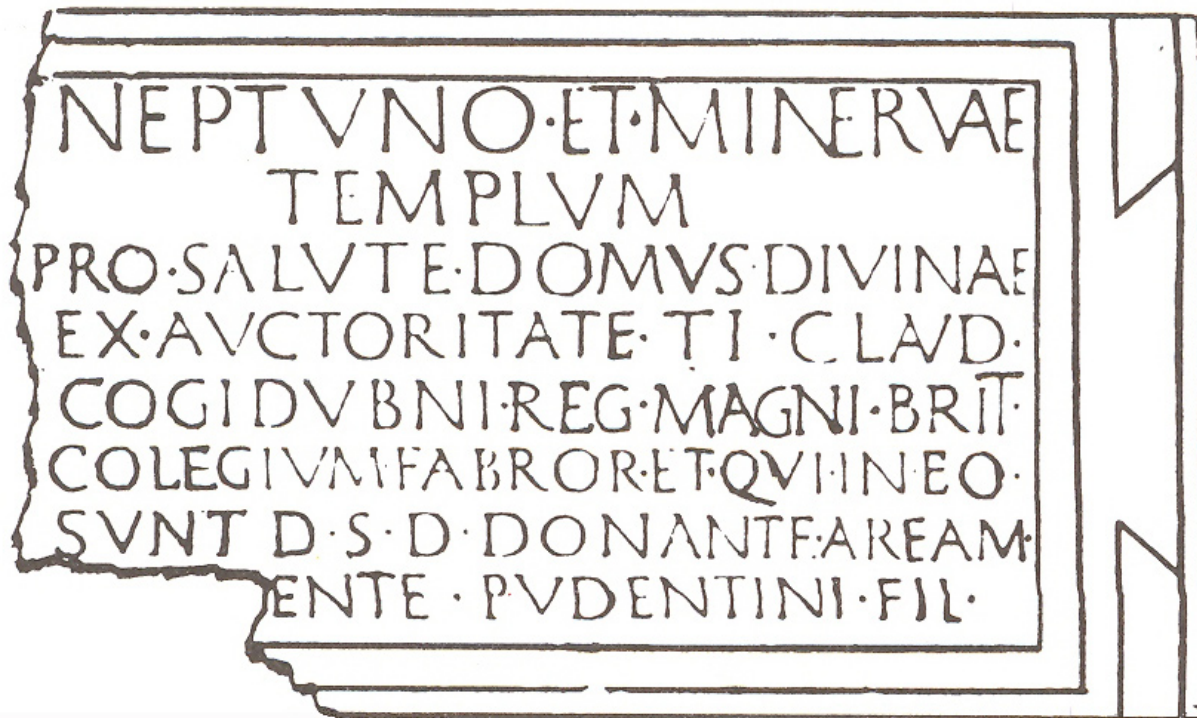 NEPTVNO·ET·MINERVAE
TEMPLVM
PRO·SALVTE·DOMVS·DIVINAE
EX·AVCTORITATE·TI·CLAVD·
COGIDVBNI·REG·MAGNI·BRIT·
COLEGIVM·FABROR·ET·QVI·IN·EO·
SVNT D·S·D·DONANTE·AREAM·
ENTE·PVDENTINI·FIL·